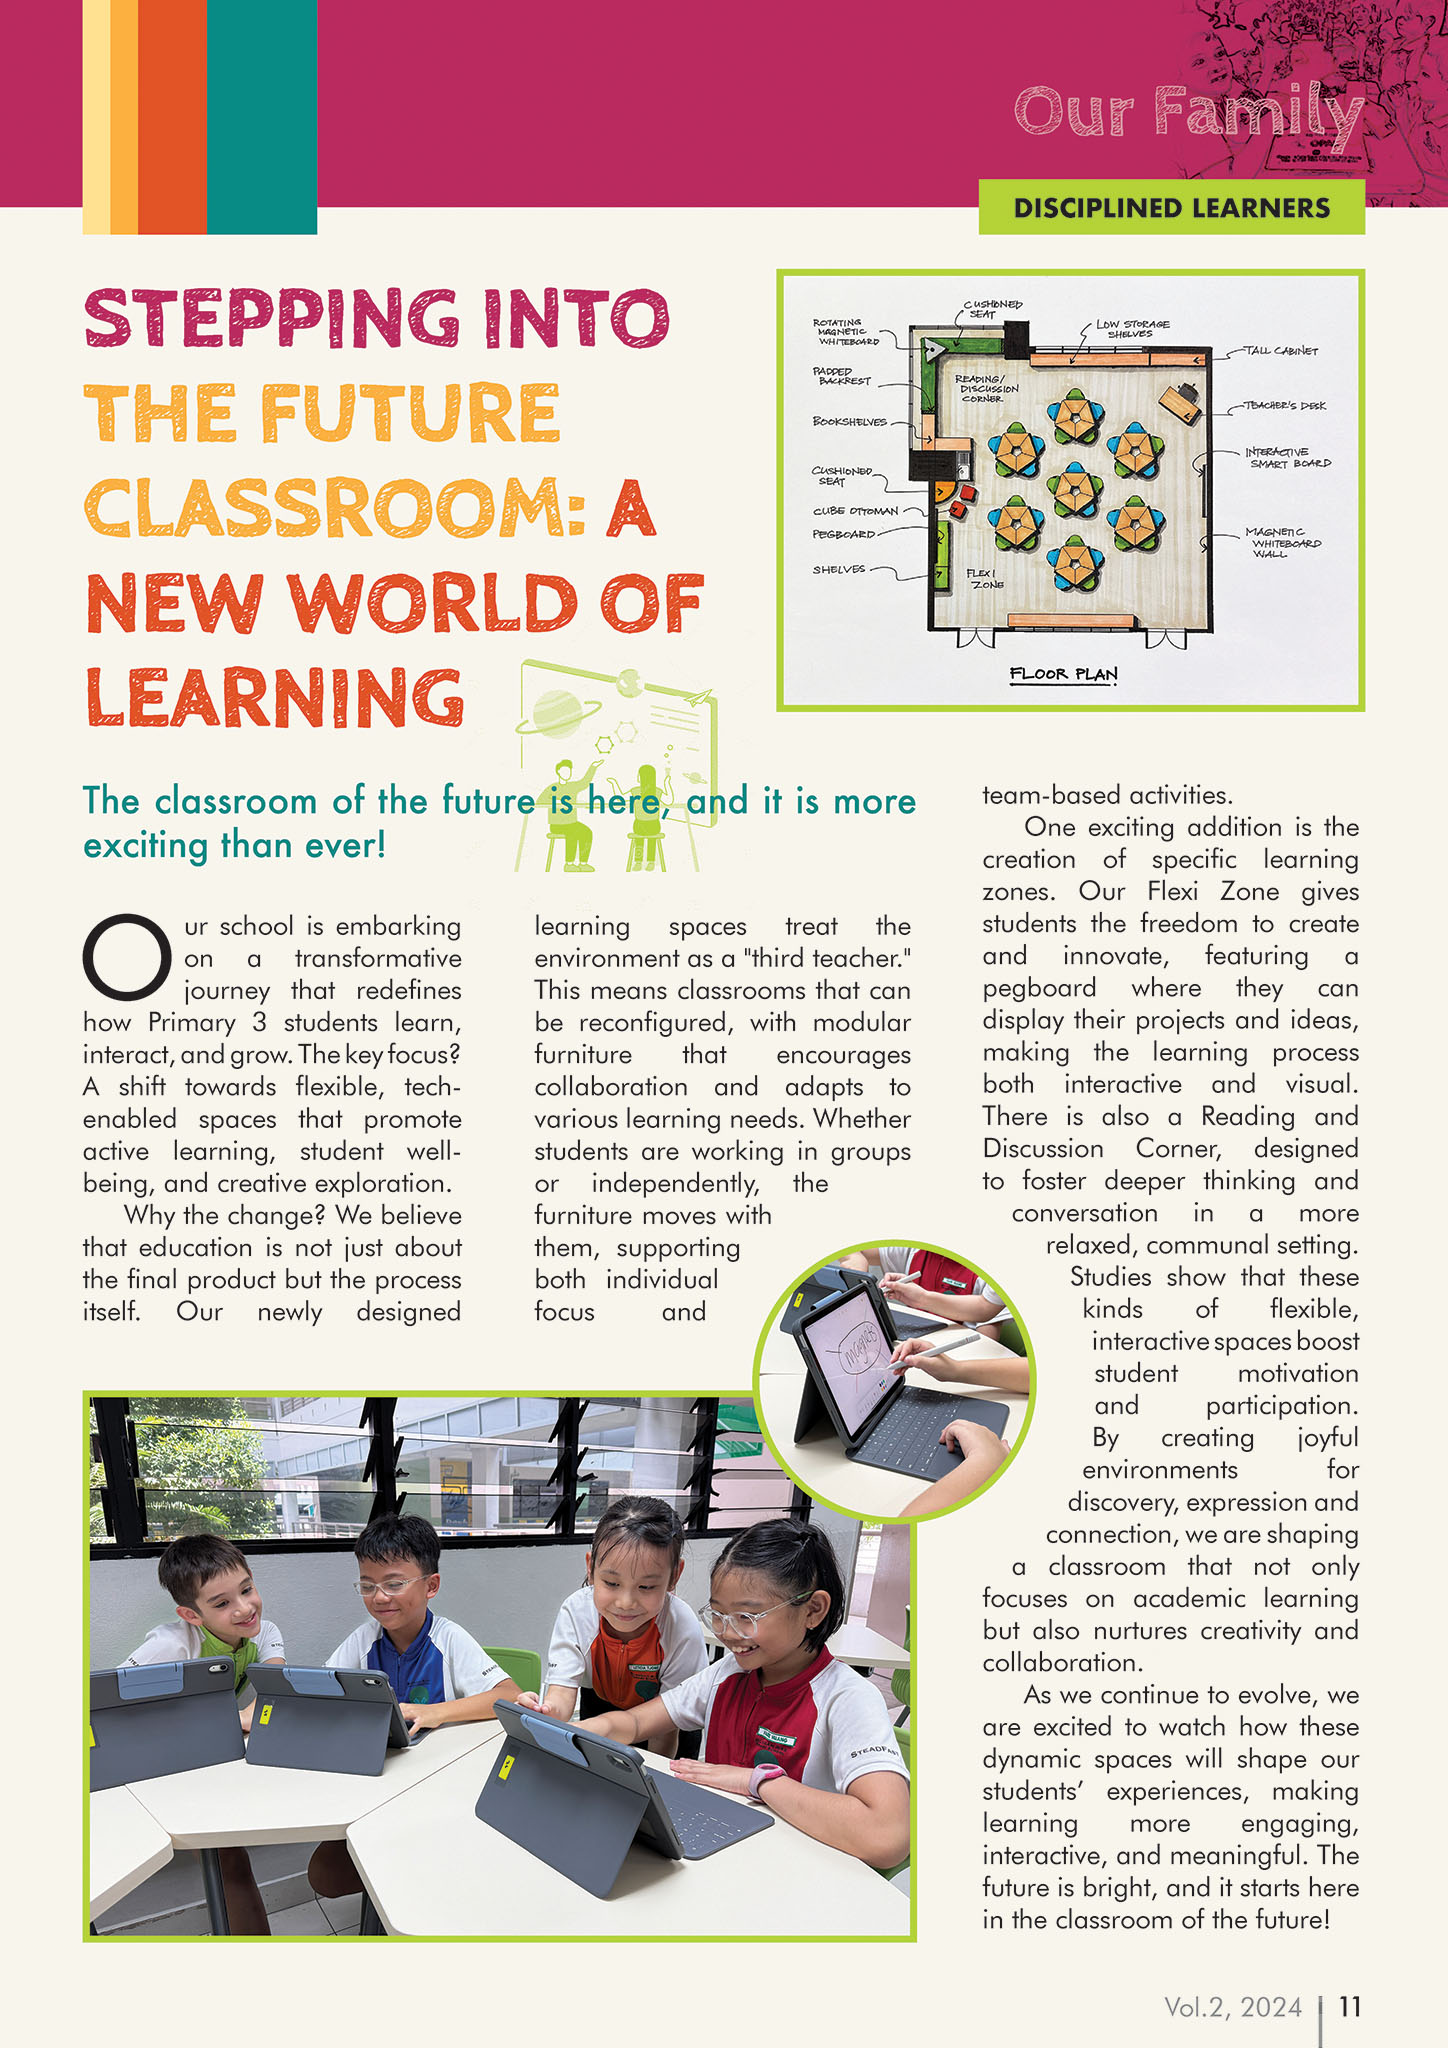 Our Family
DISCIPLINED LEARNERS
STEPPING INTO
THE FUTURE
CLASSROOM: A
NEW WORLD OF
LEARNING
CUSHIONED
SEAT
ROTATING
MAGNETIC
WHITEBOARD
LOW STORAGE
SHELVES
TALL CABINET
PADDED
BACKREST
READING/
DISCUSSION
CORNER
TEACHER'S DESK
BOOKSHELVES
INTERACTIVE
SMART BOARD
CUSHIONED
SEAT
CUBE OTTOMAN
PEGBOARD
MAGNETIC
WHITEBOARD
WALL
SHELVES
FLEXI
ZONE
FLOOR PLAN
The classroom of the future is here, and it is more
exciting than ever!
Our school is embarking
on a transformative
journey that redefines
how Primary 3 students learn,
interact, and grow. The key focus?
A shift towards flexible, tech-
enabled spaces that promote
active learning, student well-
being, and creative exploration.
Why the change? We believe
that education is not just about
the final product but the process
itself. Our newly designed
learning spaces treat the
environment as a "third teacher."
This means classrooms that can
be reconfigured, with modular
furniture that encourages
collaboration and adapts to
various learning needs. Whether
students are working in groups
or independently, the
furniture moves with
them, supporting
both individual
focus and
team-based activities.
One exciting addition is the
creation of specific learning
zones. Our Flexi Zone gives
students the freedom to create
and innovate, featuring a
pegboard where they can
display their projects and ideas,
making the learning process
both interactive and visual.
There is also a Reading and
Discussion Corner, designed
to foster deeper thinking and
conversation in a more
relaxed, communal setting.
Studies show that these
kinds of flexible,
interactive spaces boost
student motivation
and participation.
By creating joyful
environments for
discovery, expression and
connection, we are shaping
a classroom that not only
focuses on academic learning
but also nurtures creativity and
collaboration.
As we continue to evolve, we
are excited to watch how these
dynamic spaces will shape our
students' experiences, making
learning more engaging,
interactive, and meaningful. The
future is bright, and it starts here
in the classroom of the future!
magnets
STEADFAST
Vol.2, 2024
11